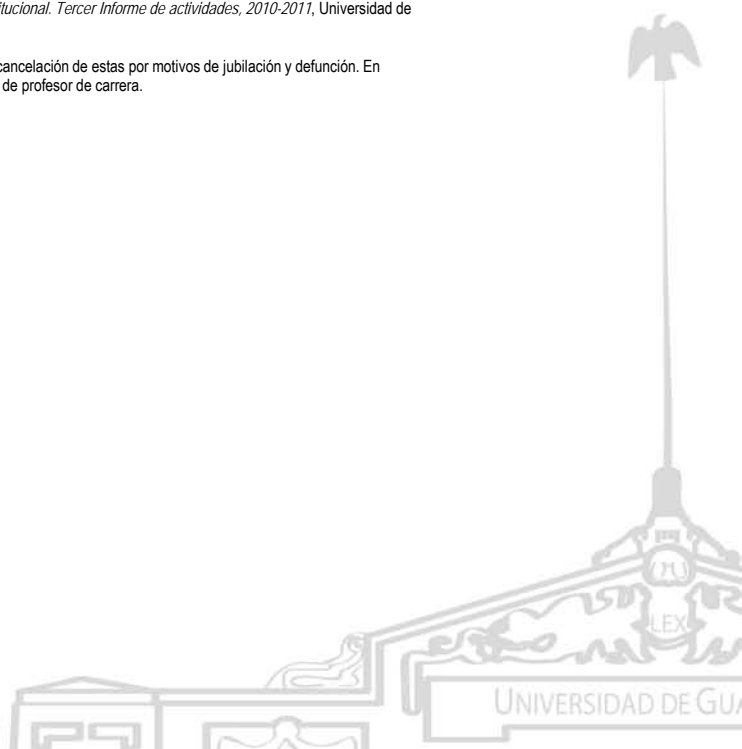 itucional. Tercer Informe de actividades, 2010-2011, Universidad de
cancelación de estas por motivos de jubilación y defunción. En
de profesor de carrera.
LEX
UNIVERSIDAD DE GUA